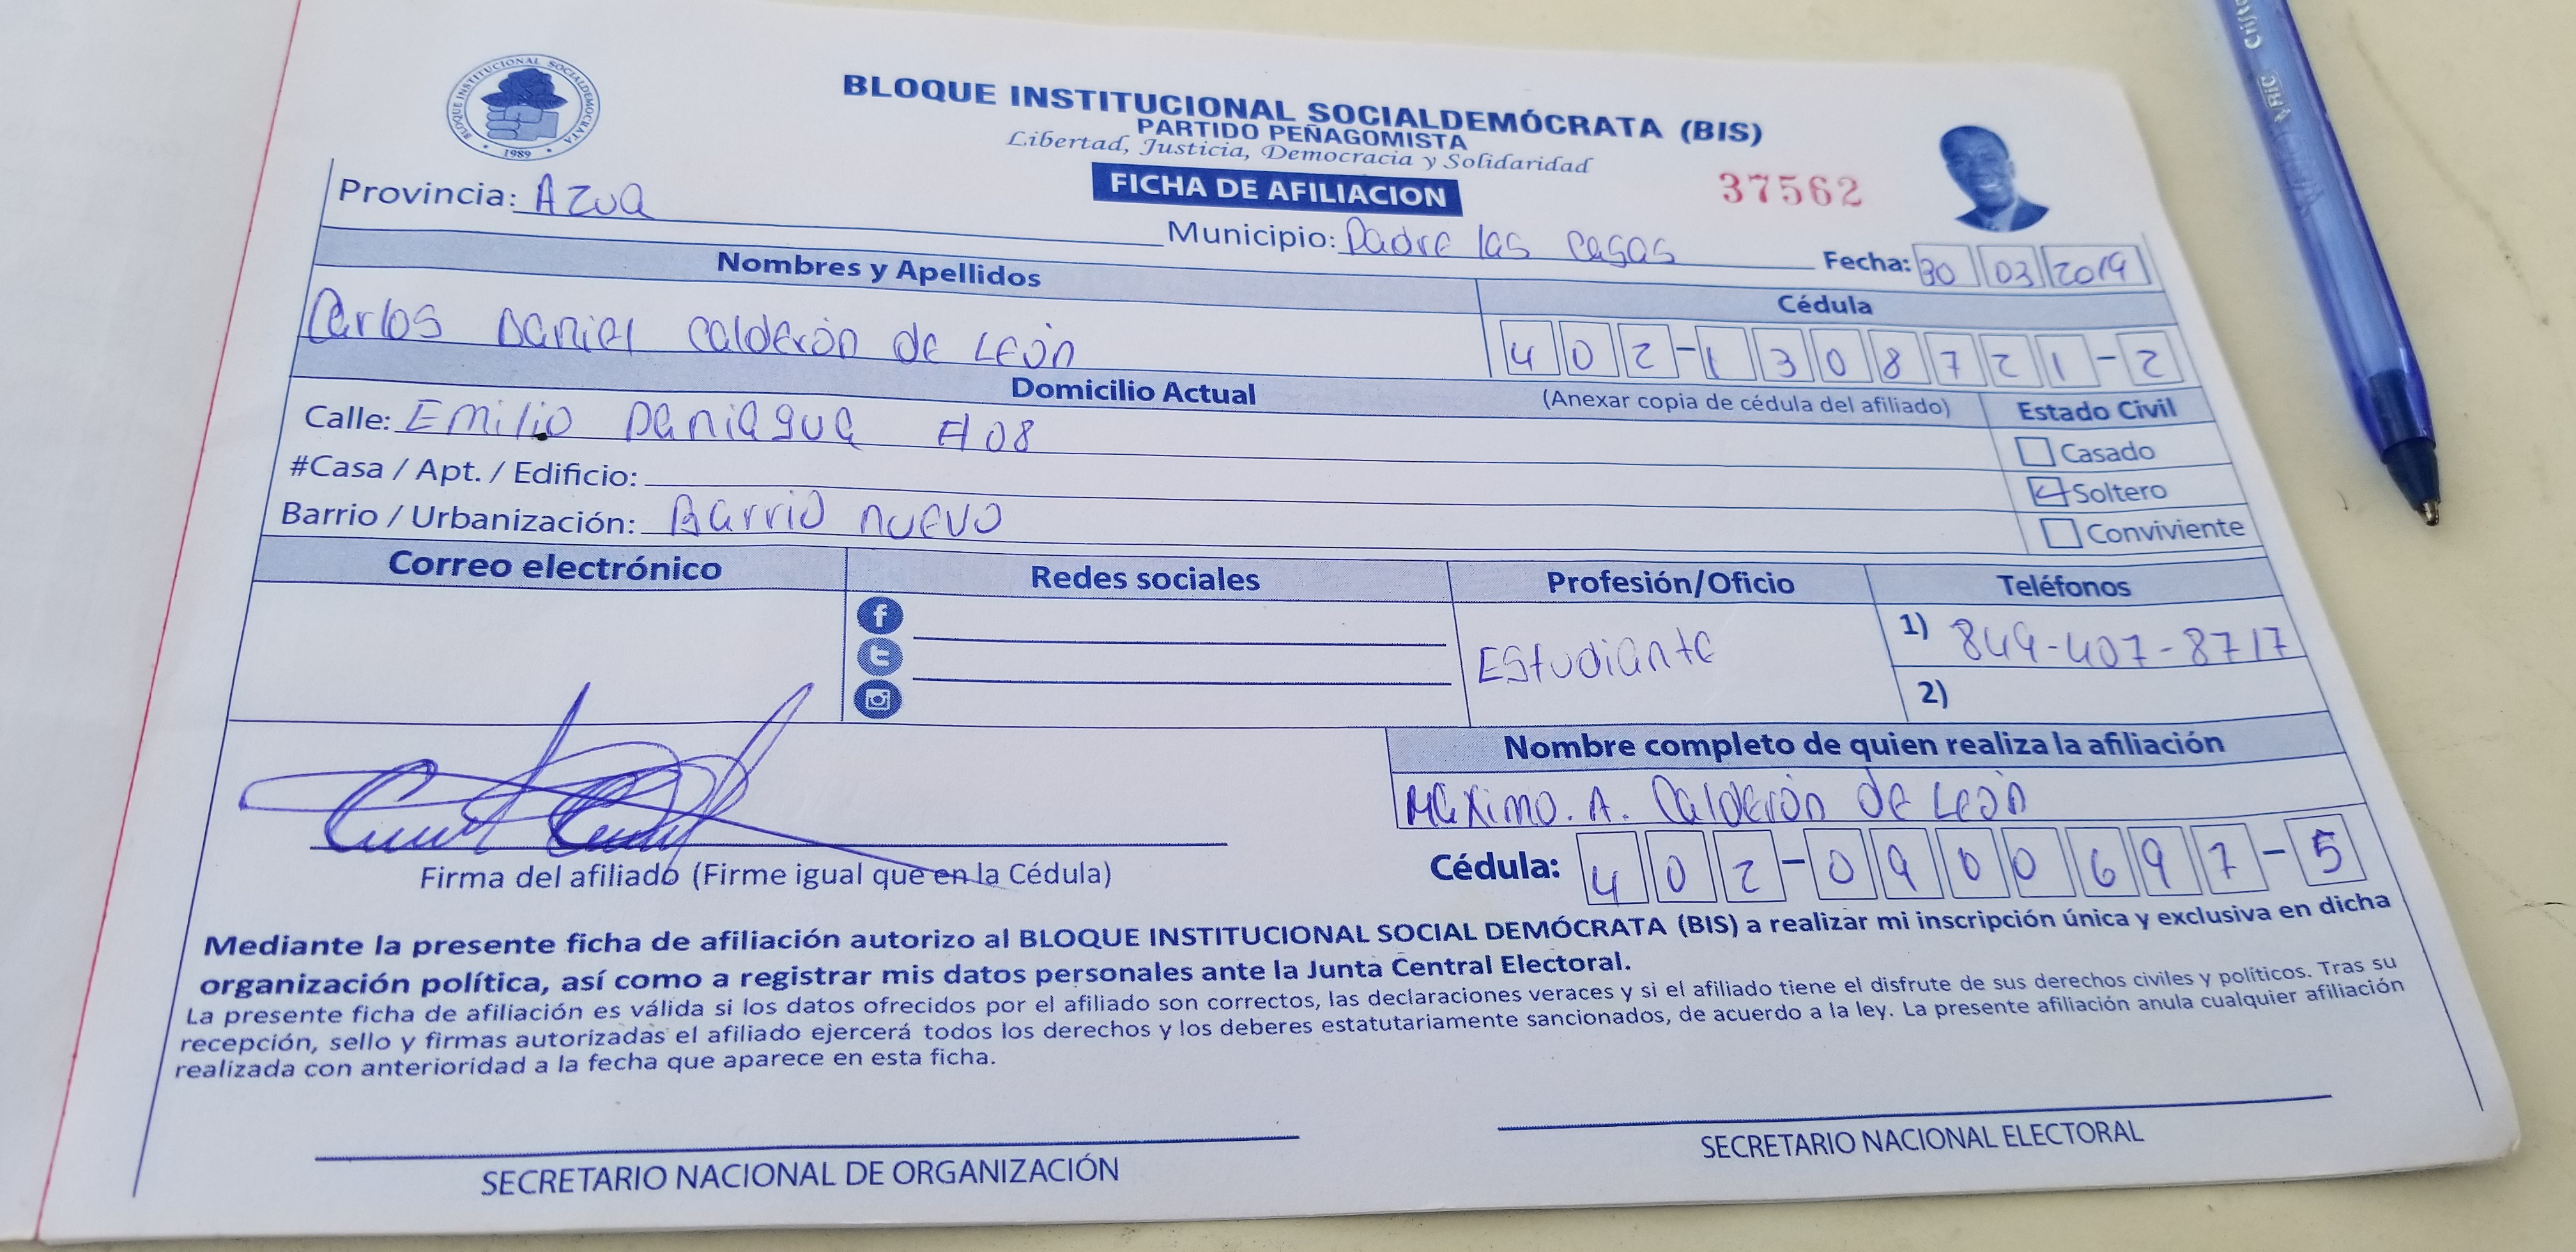 BLOQUE INSTITUCIONAL SOCIALDEMÓCRATA
1989
BLOQUE INSTITUCIONAL SOCIALDEMÓCRATA (BIS)
PARTIDO PEÑAGOMISTA
Libertad, Justicia, Democracia y Solidaridad
FICHA DE AFILIACION
37562
Provincia: Azua
Municipio: Padre las casas
Fecha: 30 03 2019
Nombres y Apellidos
Cédula
Carlos Daniel Calderón de León
402-1308721-2
Domicilio Actual
(Anexar copia de cédula del afiliado)
Estado Civil
Calle: Emilio Paniagua #08
Casado
#Casa / Apt. / Edificio:
Soltero
Barrio / Urbanización: Barrio nuevo
Conviviente
Correo electrónico
Redes sociales
Profesión/Oficio
Teléfonos
Estudiante
1) 849-407-8717
2)
Nombre completo de quien realiza la afiliación
Máximo. A. Calderón de León
Cédula: 402-0900697-5
Firma del afiliado (Firme igual que en la Cédula)
Mediante la presente ficha de afiliación autorizo al BLOQUE INSTITUCIONAL SOCIAL DEMÓCRATA (BIS) a realizar mi inscripción única y exclusiva en dicha
organización política, así como a registrar mis datos personales ante la Junta Central Electoral.
La presente ficha de afiliación es válida si los datos ofrecidos por el afiliado son correctos, las declaraciones veraces y si el afiliado tiene el disfrute de sus derechos civiles y políticos. Tras su
recepción, sello y firmas autorizadas el afiliado ejercerá todos los derechos y los deberes estatutariamente sancionados, de acuerdo a la ley. La presente afiliación anula cualquier afiliación
realizada con anterioridad a la fecha que aparece en esta ficha.
SECRETARIO NACIONAL DE ORGANIZACIÓN
SECRETARIO NACIONAL ELECTORAL
BIC Crista